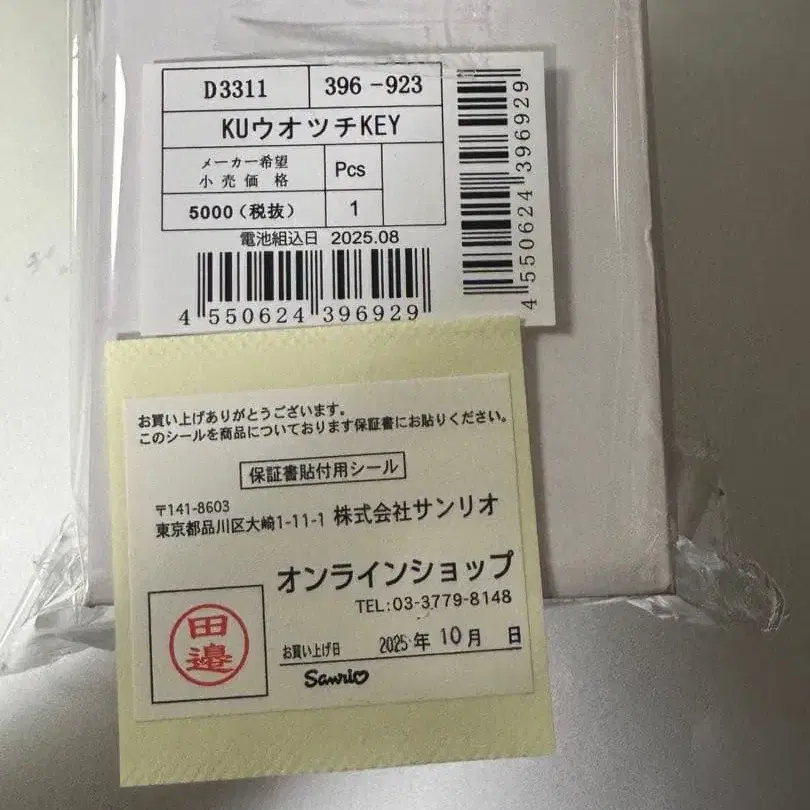 D3311
396-923
KUウオツチKEY
メーカー希望
小売価格
Pcs
5000(税抜)
1
電池組込日 2025.08
4 550624 396929
4 550624 396929
お買い上げありがとうございます。
このシールを商品についております保証書にお貼りください。
保証書貼付用シール
〒141-8603
東京都品川区大崎1-11-1 株式会社サンリオ
オンラインショップ
TEL:03-3779-8148
田邉
お買い上げ日 2025年10月 日
Sanrio